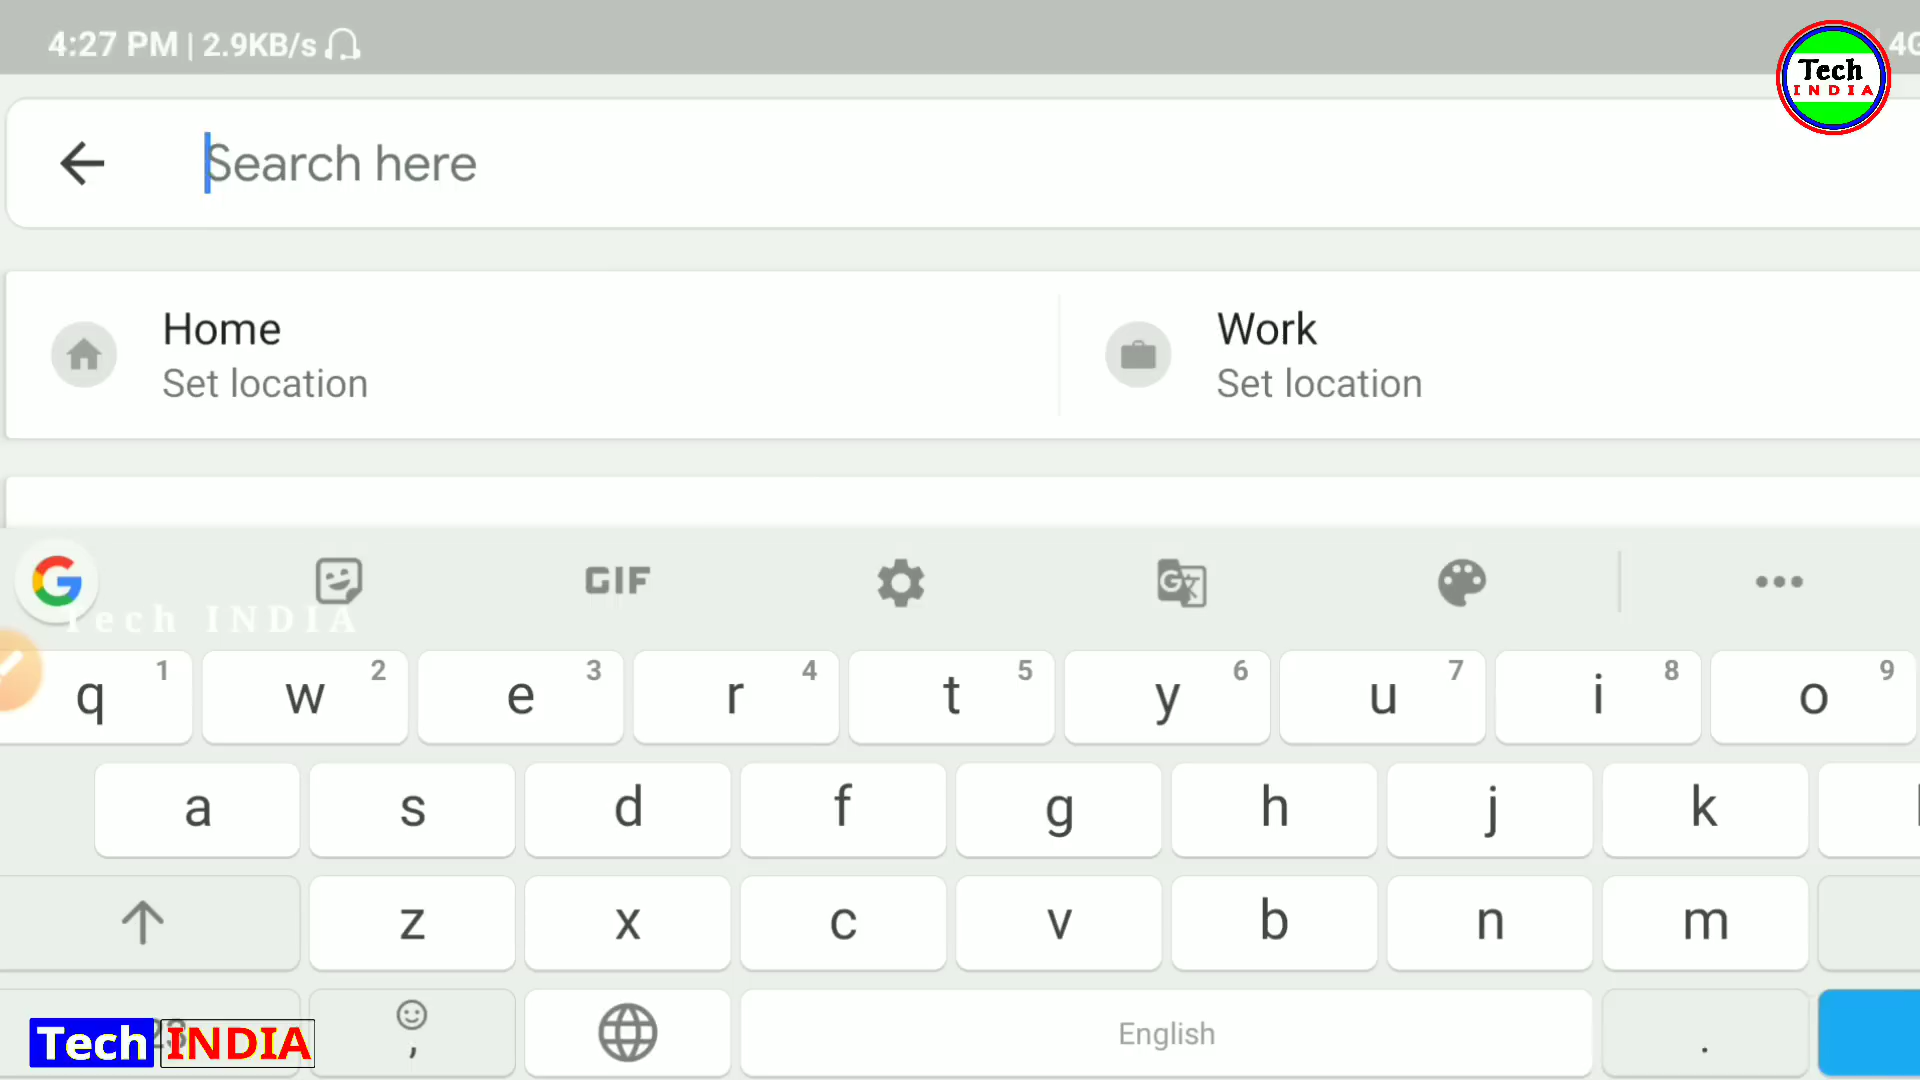 4:27 PM | 2.9KB/s
4G
Tech
INDIA
Search here
Home
Set location
Work
Set location
G
GIF
G
Tech INDIA
q 1 w 2 e 3 r 4 t 5 y 6 u 7 i 8 o 9
a s d f g h j k
z x c v b n m
, English .
Tech INDIA